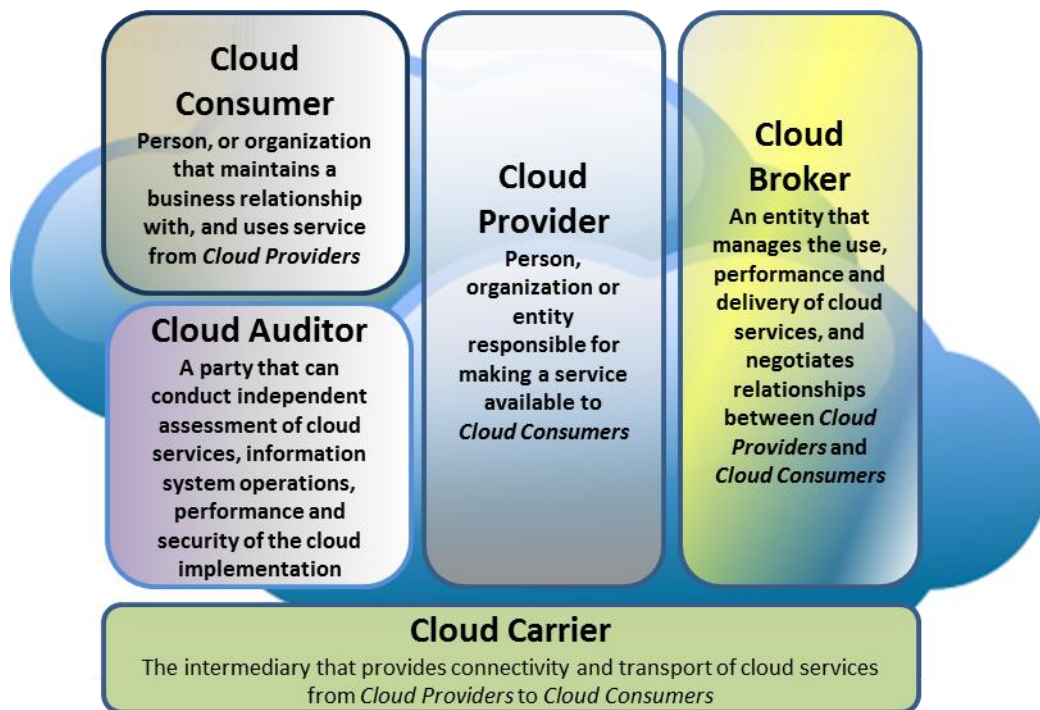 Cloud
Consumer
Person, or organization
that maintains a
business relationship
with, and uses service
from Cloud Providers
Cloud Auditor
A party that can
conduct independent
assessment of cloud
services, information
system operations,
performance and
security of the cloud
implementation
Cloud
Provider
Person,
organization or
entity
responsible for
making a service
available to
Cloud Consumers
Cloud
Broker
An entity that
manages the use,
performance and
delivery of cloud
services, and
negotiates
relationships
between Cloud
Providers and
Cloud Consumers
Cloud Carrier
The intermediary that provides connectivity and transport of cloud services
from Cloud Providers to Cloud Consumers